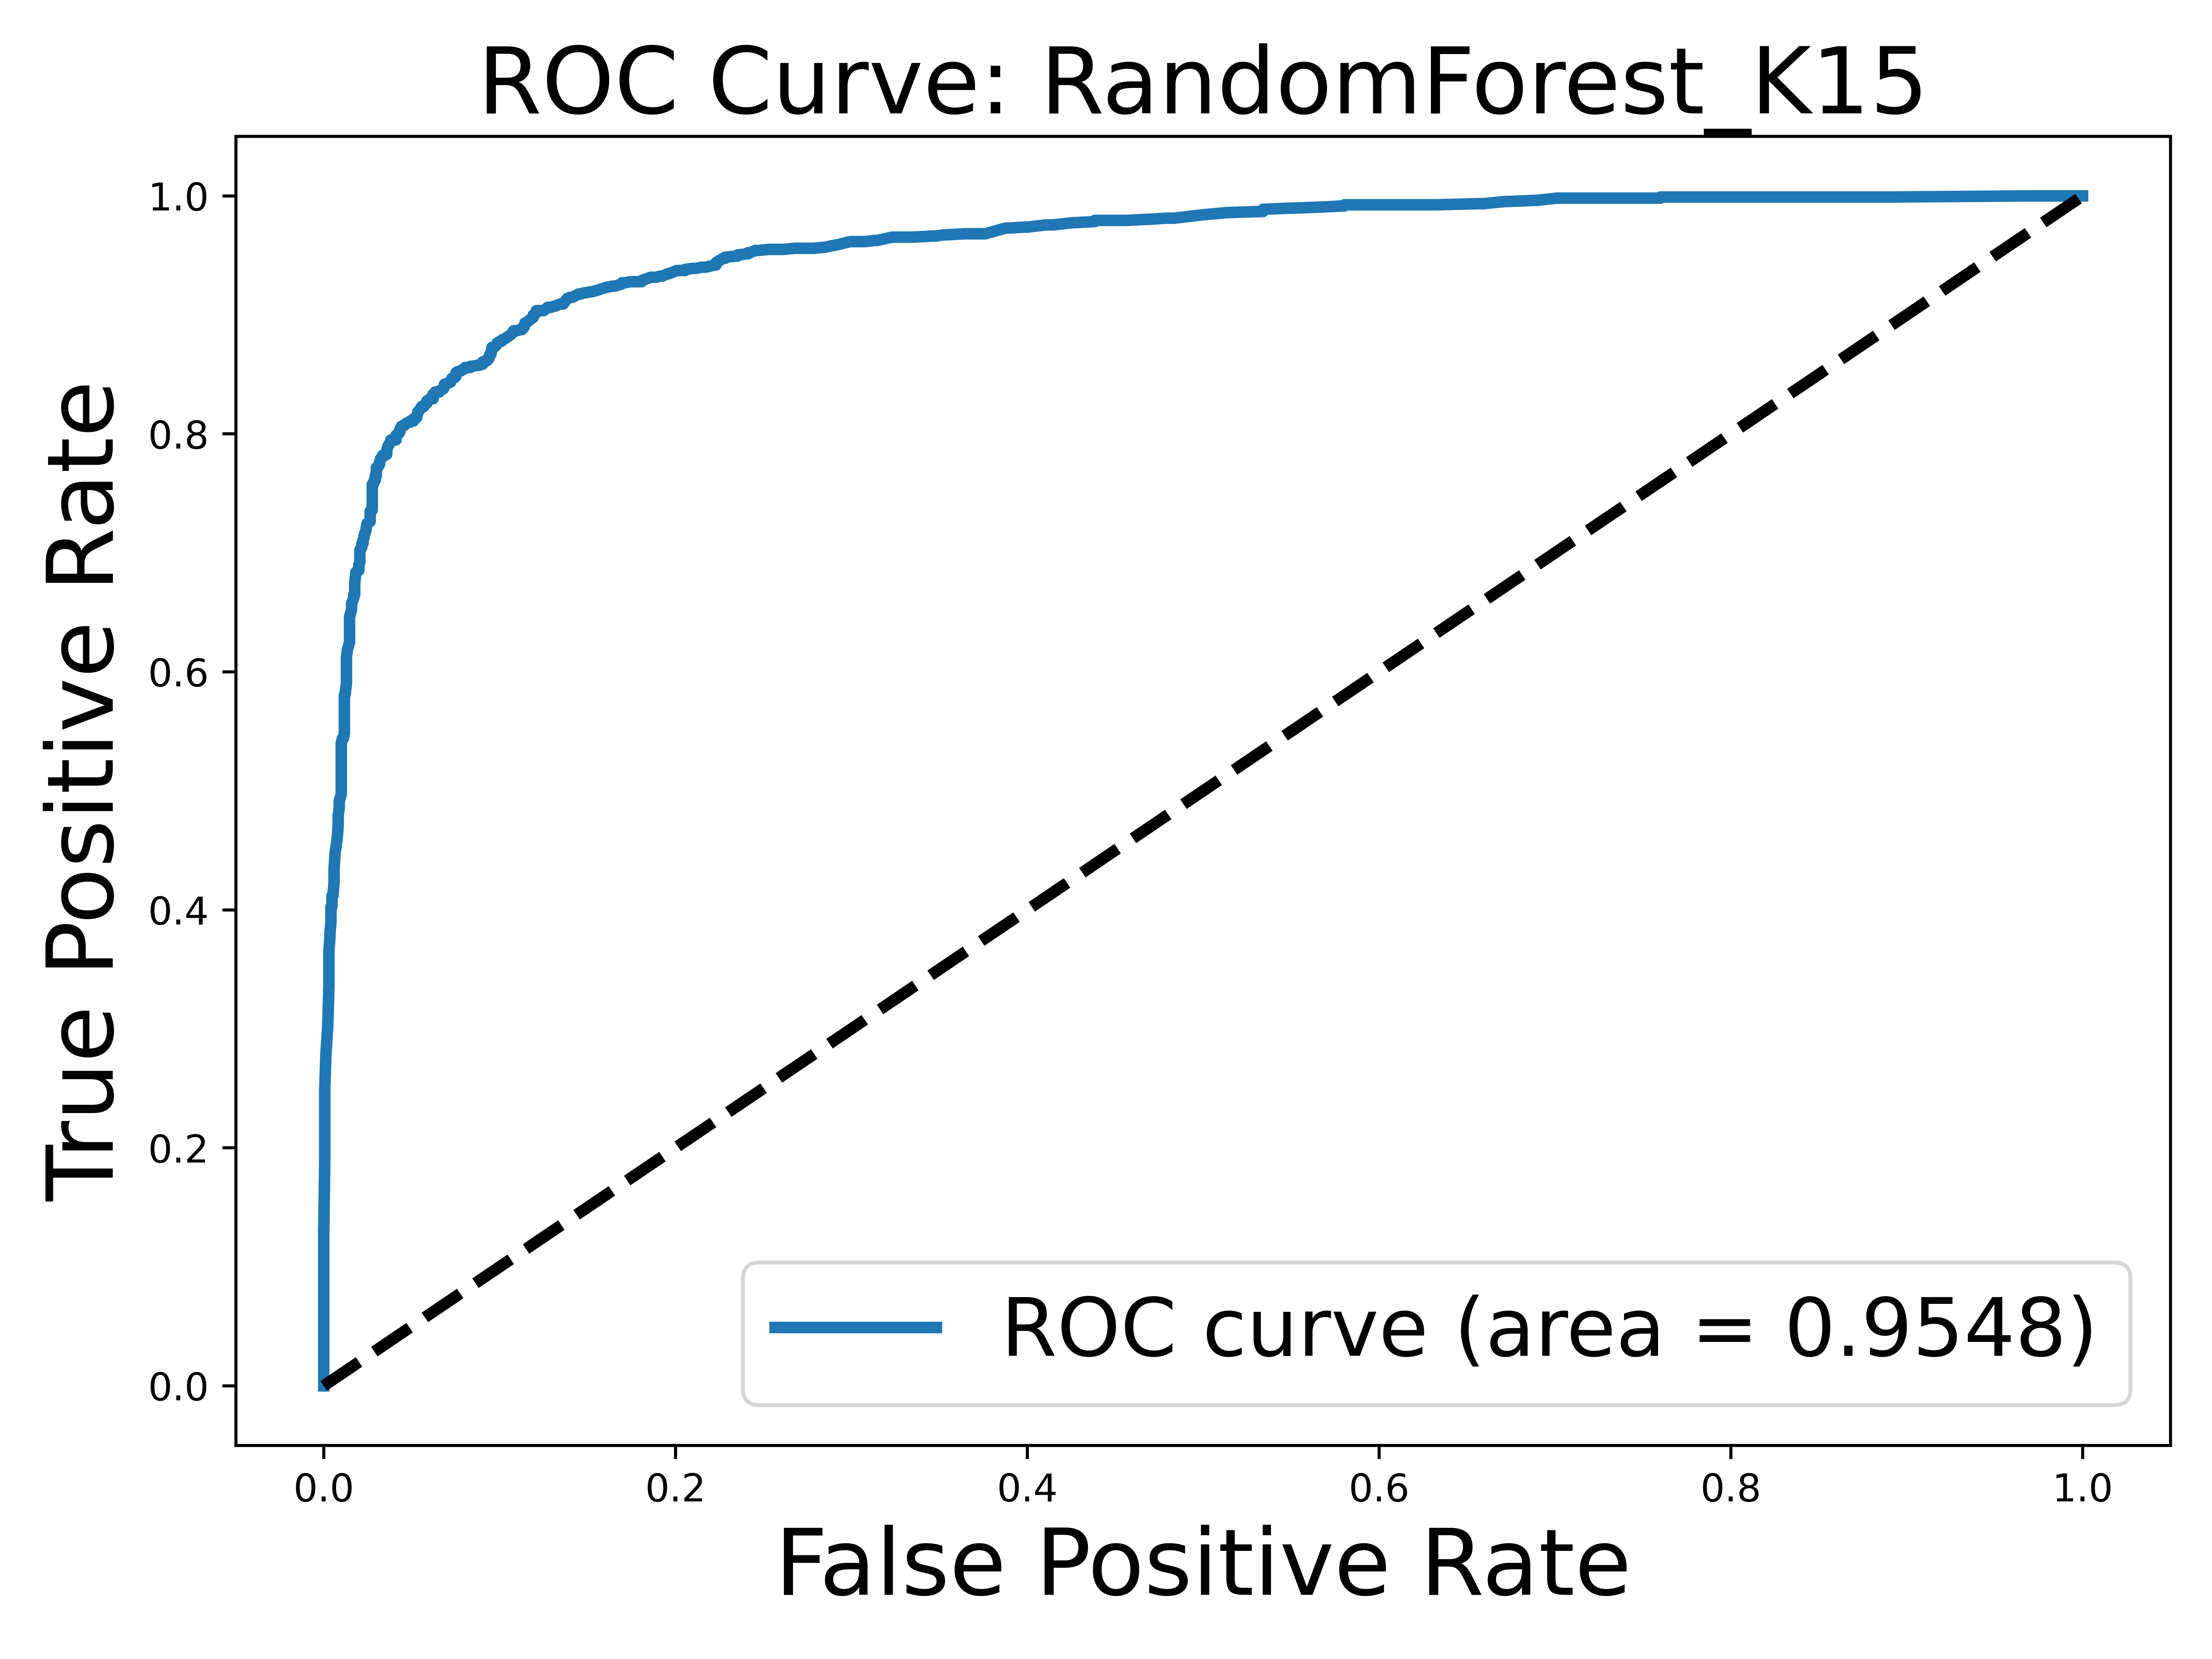 ROC Curve: RandomForest_K15
True Positive Rate
1.0
0.8
0.6
0.4
0.2
0.0
ROC curve (area = 0.9548)
0.0 0.2 0.4 0.6 0.8 1.0
False Positive Rate